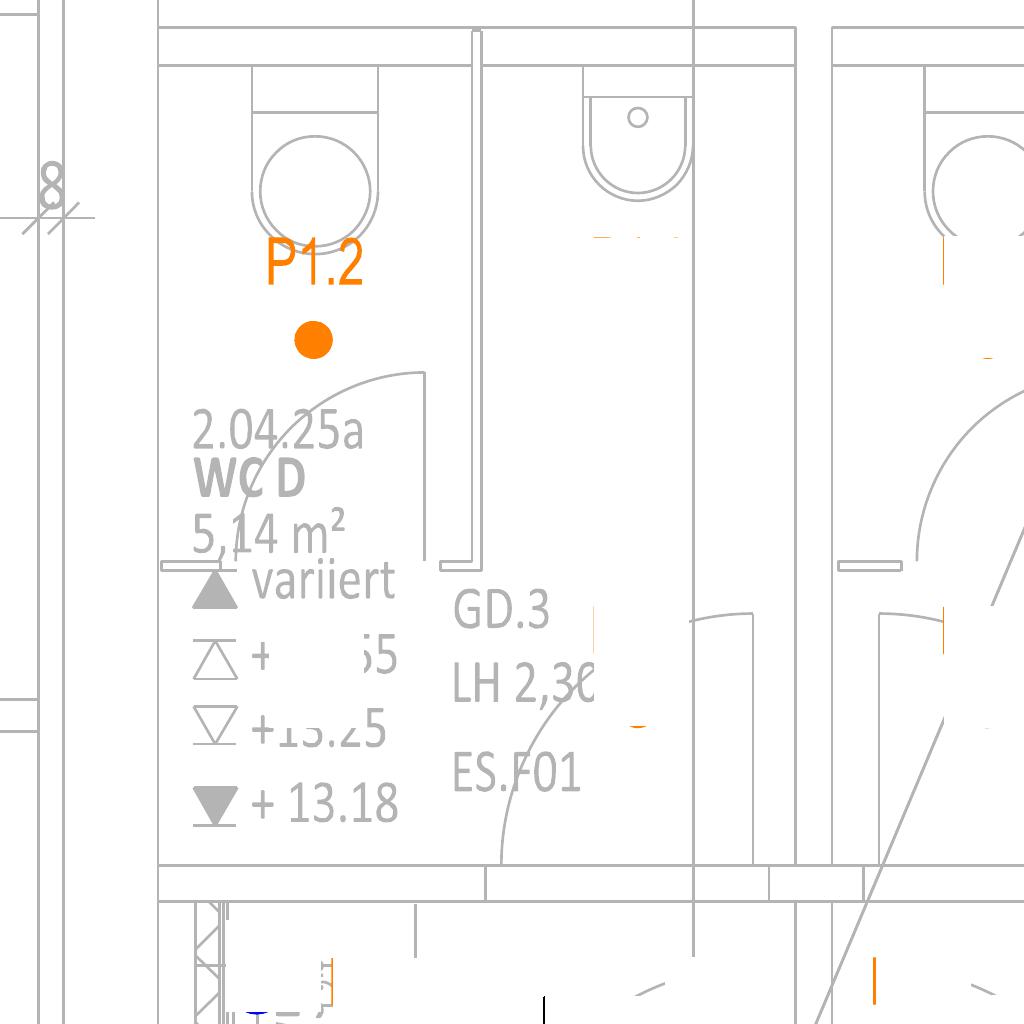 8
P1.2
2.04.25a
WC D
5,14 m²
variiert
GD.3
LH
+13.25
ES.F01
+ 13.18